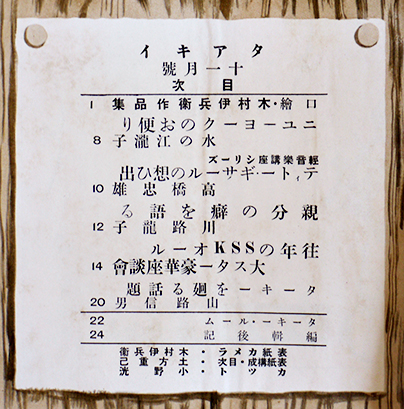 タアキイ
十一月號
目次
口繪・木村伊兵衛作品集 1
ニユーヨークのお便り
水の江瀧子 8
輕音樂講座シリーズ
ティトー・ギサールの想ひ出
高橋忠雄 10
親分の癖を語る
川路龍子 12
往年のSSKオール
大スター豪華座談會 14
ターキーを廻る話題
山路信男 20
ターキー・ルーム 22
編輯後記 24
表紙カメラ・木村伊兵衛
表紙構成・目次・土方重己
カツト・小野洸